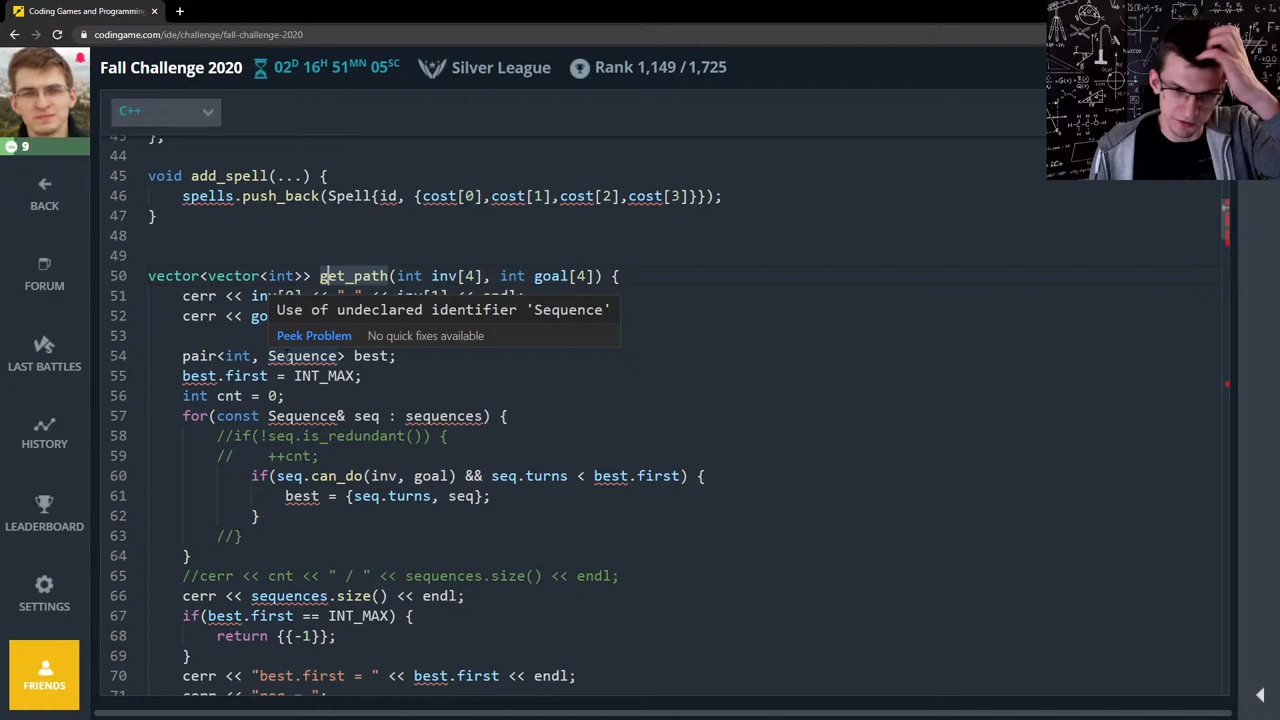 Coding Games and Programming
codingame.com/ide/challenge/fall-challenge-2020
Fall Challenge 2020
02D 16H 51MN 05SC
Silver League
Rank 1,149 / 1,725
C++
9
BACK
FORUM
LAST BATTLES
HISTORY
LEADERBOARD
SETTINGS
FRIENDS
43 };
44
45 void add_spell(...) {
46 spells.push_back(Spell{id, {cost[0],cost[1],cost[2],cost[3]}});
47 }
48
49
50 vector<vector<int>> get_path(int inv[4], int goal[4]) {
51 cerr << inv[0] << " " << inv[1] << endl;
52 cerr << go
Use of undeclared identifier 'Sequence'
Peek Problem No quick fixes available
53
54 pair<int, Sequence> best;
55 best.first = INT_MAX;
56 int cnt = 0;
57 for(const Sequence& seq : sequences) {
58 //if(!seq.is_redundant()) {
59 // ++cnt;
60 if(seq.can_do(inv, goal) && seq.turns < best.first) {
61 best = {seq.turns, seq};
62 }
63 //}
64 }
65 //cerr << cnt << " / " << sequences.size() << endl;
66 cerr << sequences.size() << endl;
67 if(best.first == INT_MAX) {
68 return {{-1}};
69 }
70 cerr << "best.first = " << best.first << endl;
71 cerr << "req = ";